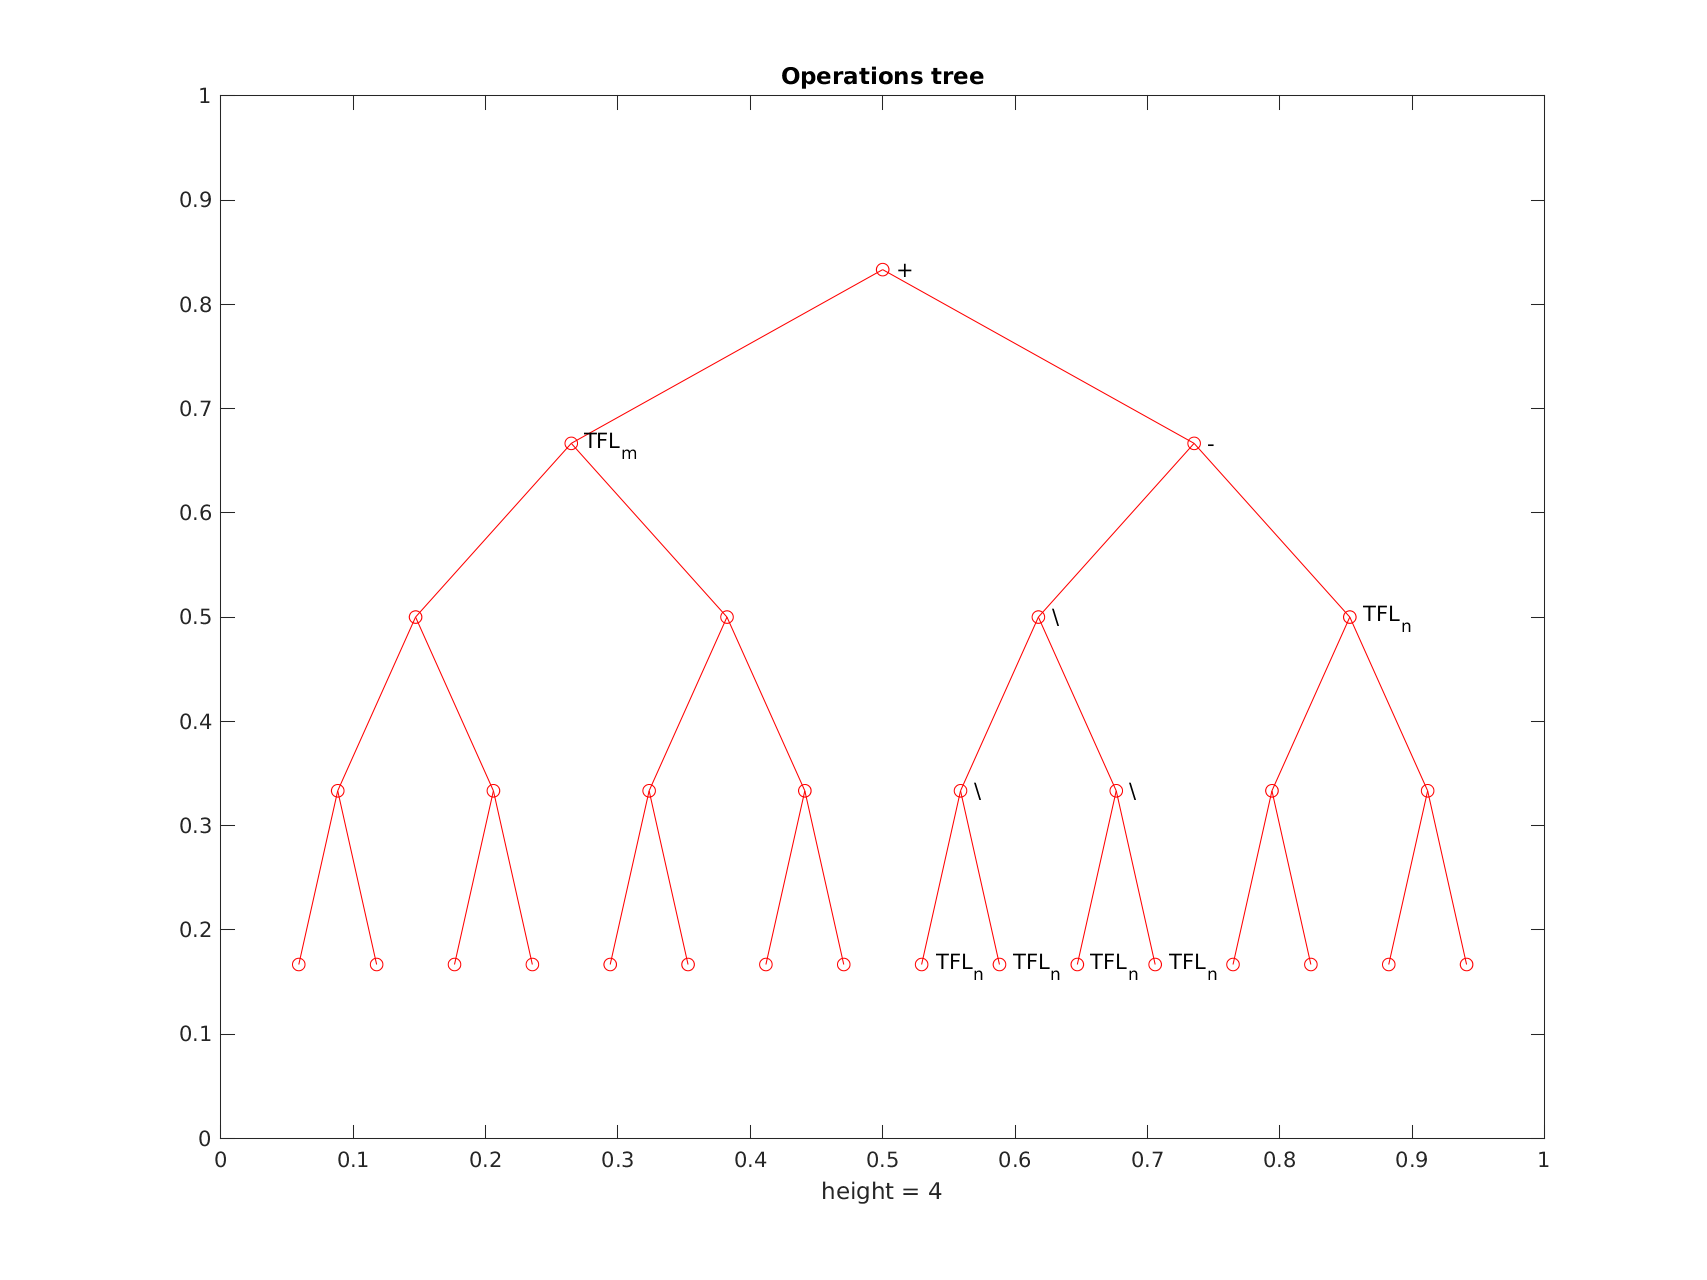 Operations tree
1
0.9
+
0.8
0.7
TFLm -
0.6
0.5
\ TFLn
0.4
\ \
0.3
0.2
TFLn TFLn TFLn TFLn
0.1
0
0 0.1 0.2 0.3 0.4 0.5 0.6 0.7 0.8 0.9 1
height = 4